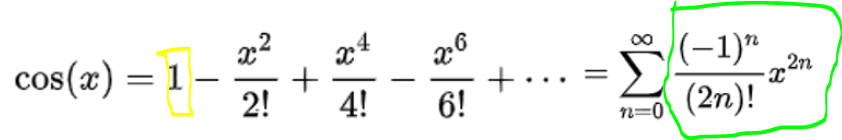 cos(x) = 1 − x²/2! + x⁴/4! − x⁶/6! + ··· = ∑_{n=0}^{∞} (−1)ⁿ/(2n)! x²ⁿ